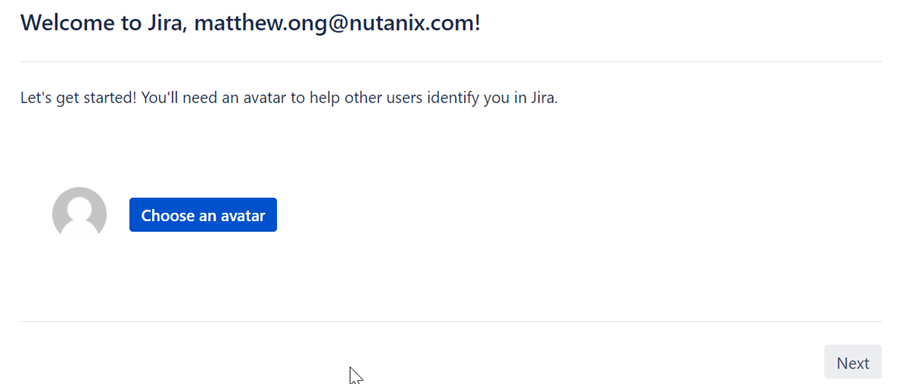 Welcome to Jira, matthew.ong@nutanix.com!
Let's get started! You'll need an avatar to help other users identify you in Jira.
Choose an avatar
Next